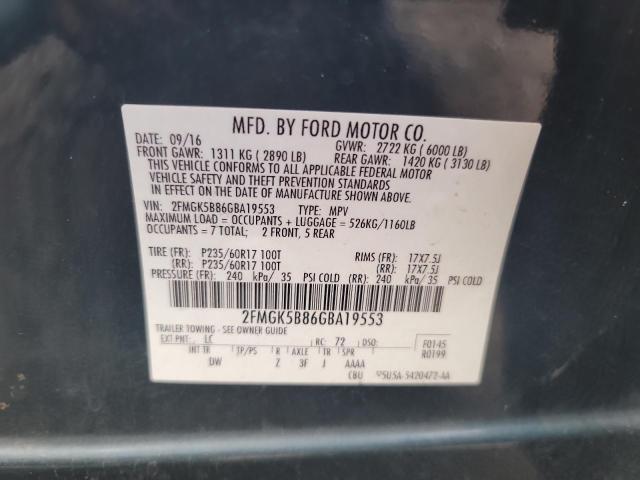 MFD. BY FORD MOTOR CO.
DATE: 09/16 GVWR: 2722 KG ( 6000 LB)
FRONT GAWR: 1311 KG ( 2890 LB) REAR GAWR: 1420 KG ( 3130 LB)
THIS VEHICLE CONFORMS TO ALL APPLICABLE FEDERAL MOTOR
VEHICLE SAFETY AND THEFT PREVENTION STANDARDS
IN EFFECT ON THE DATE OF MANUFACTURE SHOWN ABOVE.
VIN: 2FMGK5B86GBA19553 TYPE: MPV
MAXIMUM LOAD = OCCUPANTS + LUGGAGE = 526KG/1160LB
OCCUPANTS = 7 TOTAL; 2 FRONT, 5 REAR
TIRE (FR): P235/60R17 100T RIMS (FR): 17X7.5J
(RR): P235/60R17 100T (RR): 17X7.5J
PRESSURE (FR): 240 kPa/ 35 PSI COLD (RR): 240 kPa/ 35 PSI COLD
2FMGK5B86GBA19553
TRAILER TOWING - SEE OWNER GUIDE
EXT PNT: LC RC: 72 DSO: F0145
INT TR TP/PS R AXLE TR SPR R0199
DW Z 3F J AAAA
CBU 5U5A-5420472-AA